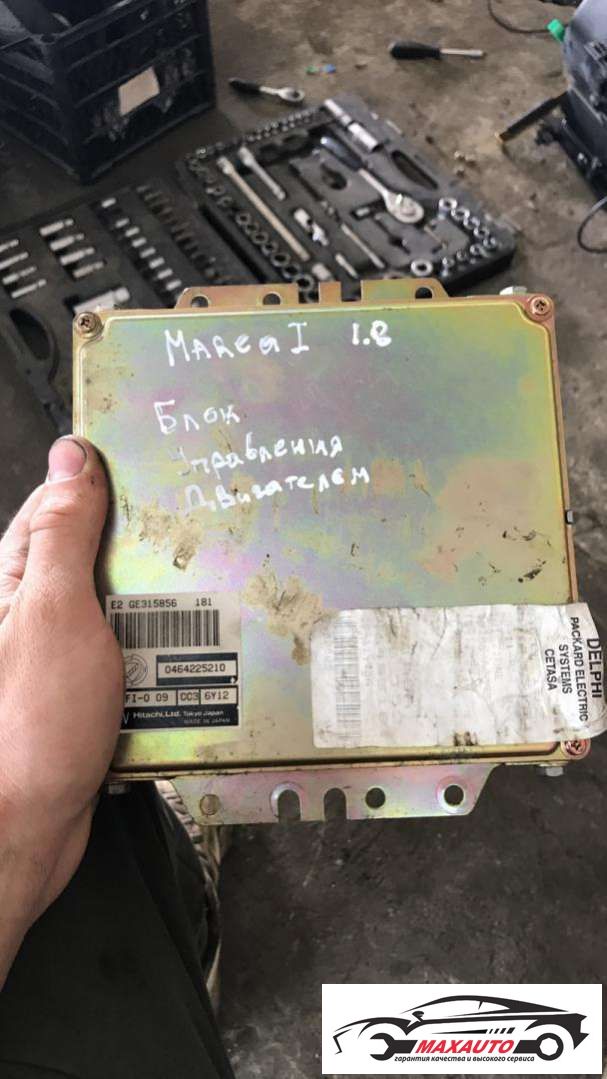 MAREA I 1.8
Блок
Управления
Двигателем
E2 GE315856 181
0464225210
FI-0 09 CC3 6Y12
Hitachi, Ltd. Tokyo Japan
MADE IN JAPAN
DELPHI
PACKARD ELECTRIC
SYSTEMS
CETASA
MAXAUTO
гарантия качества и высокого сервиса